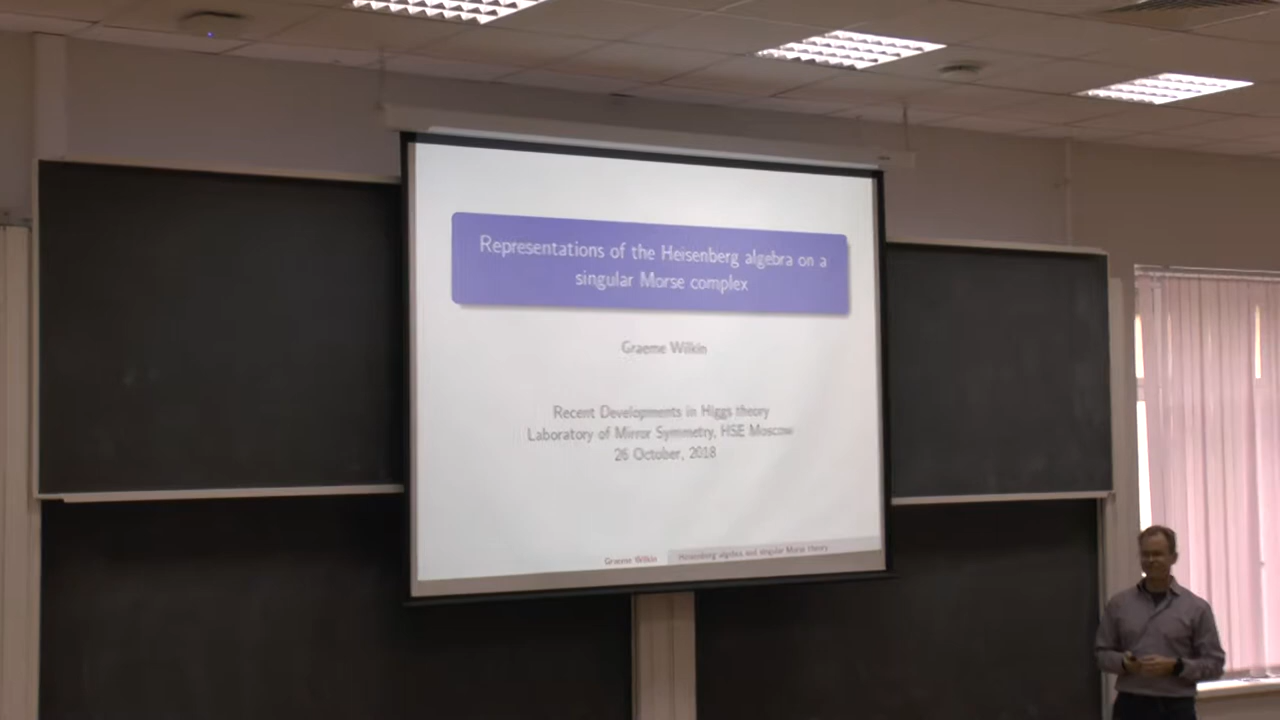 Representations of the Heisenberg algebra on a
singular Morse complex
Graeme Wilkin
Recent Developments in Higgs theory
Laboratory of Mirror Symmetry, HSE Moscow
26 October, 2018
Graeme Wilkin
Heisenberg algebra and singular Morse theory